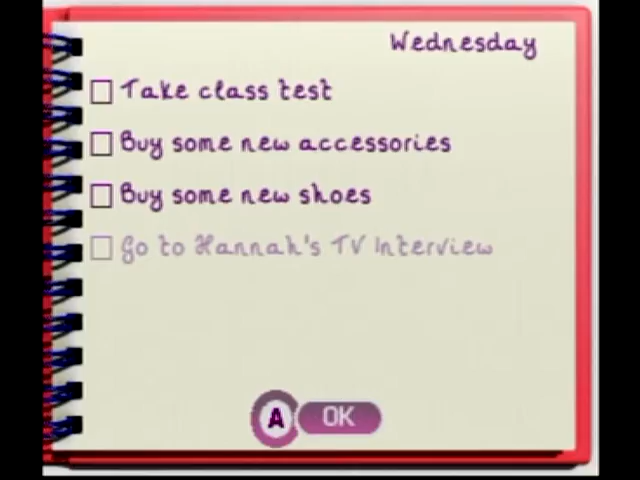 Wednesday
Take class test
Buy some new accessories
Buy some new shoes
Go to Hannah's TV Interview
A OK